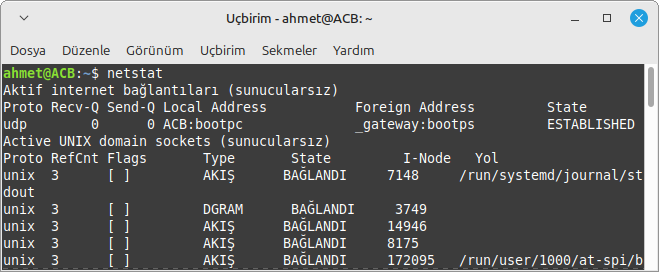 Uçbirim - ahmet@ACB: ~
Dosya Düzenle Görünüm Uçbirim Sekmeler Yardım
ahmet@ACB:~$ netstat
Aktif internet bağlantıları (sunucularsız)
Proto Recv-Q Send-Q Local Address           Foreign Address         State
udp        0      0 ACB:bootpc              _gateway:bootps         ESTABLISHED
Active UNIX domain sockets (sunucularsız)
Proto RefCnt Flags       Type       State         I-Node   Yol
unix  3      [ ]         AKIŞ      BAĞLANDI     7148     /run/systemd/journal/st
dout
unix  3      [ ]         DGRAM      BAĞLANDI     3749
unix  3      [ ]         AKIŞ      BAĞLANDI     14946
unix  3      [ ]         AKIŞ      BAĞLANDI     8175
unix  3      [ ]         AKIŞ      BAĞLANDI     172095   /run/user/1000/at-spi/b